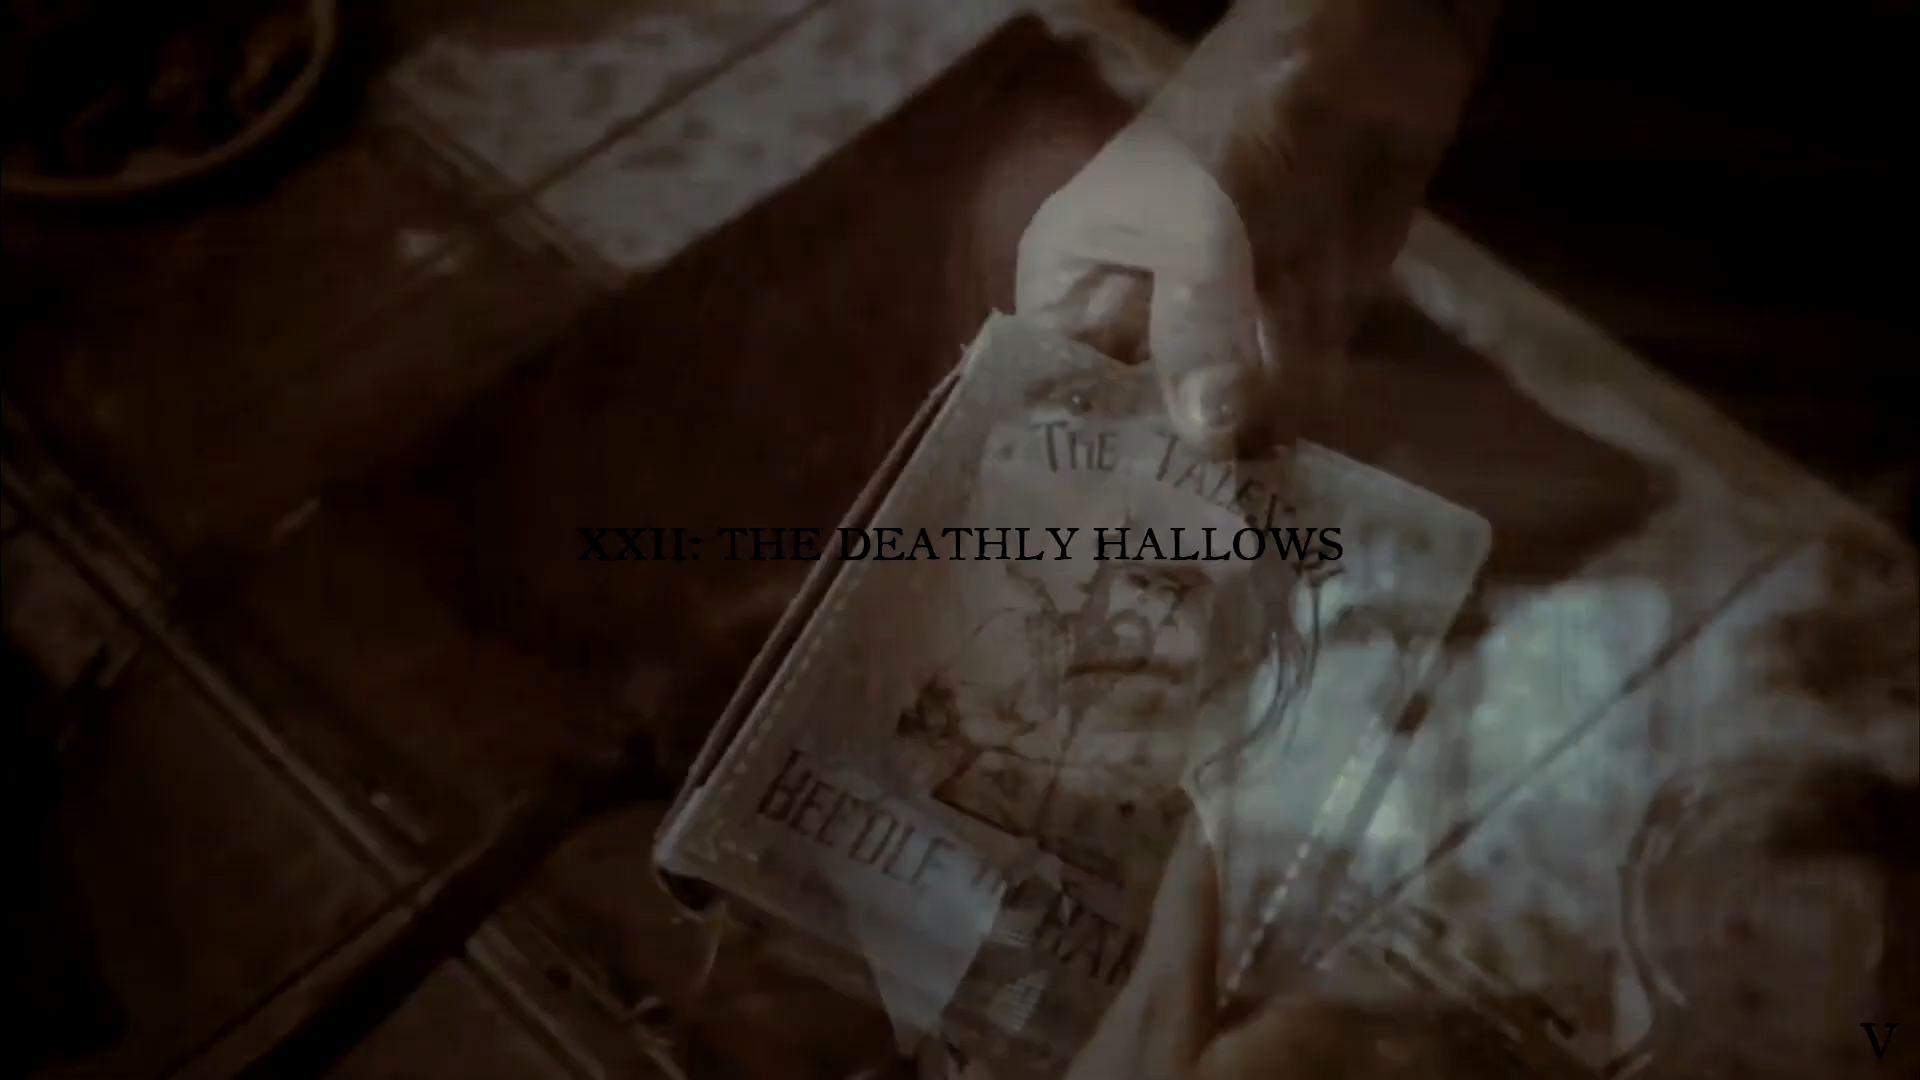 THE TALES
XXII: THE DEATHLY HALLOWS
BEEDLE
V